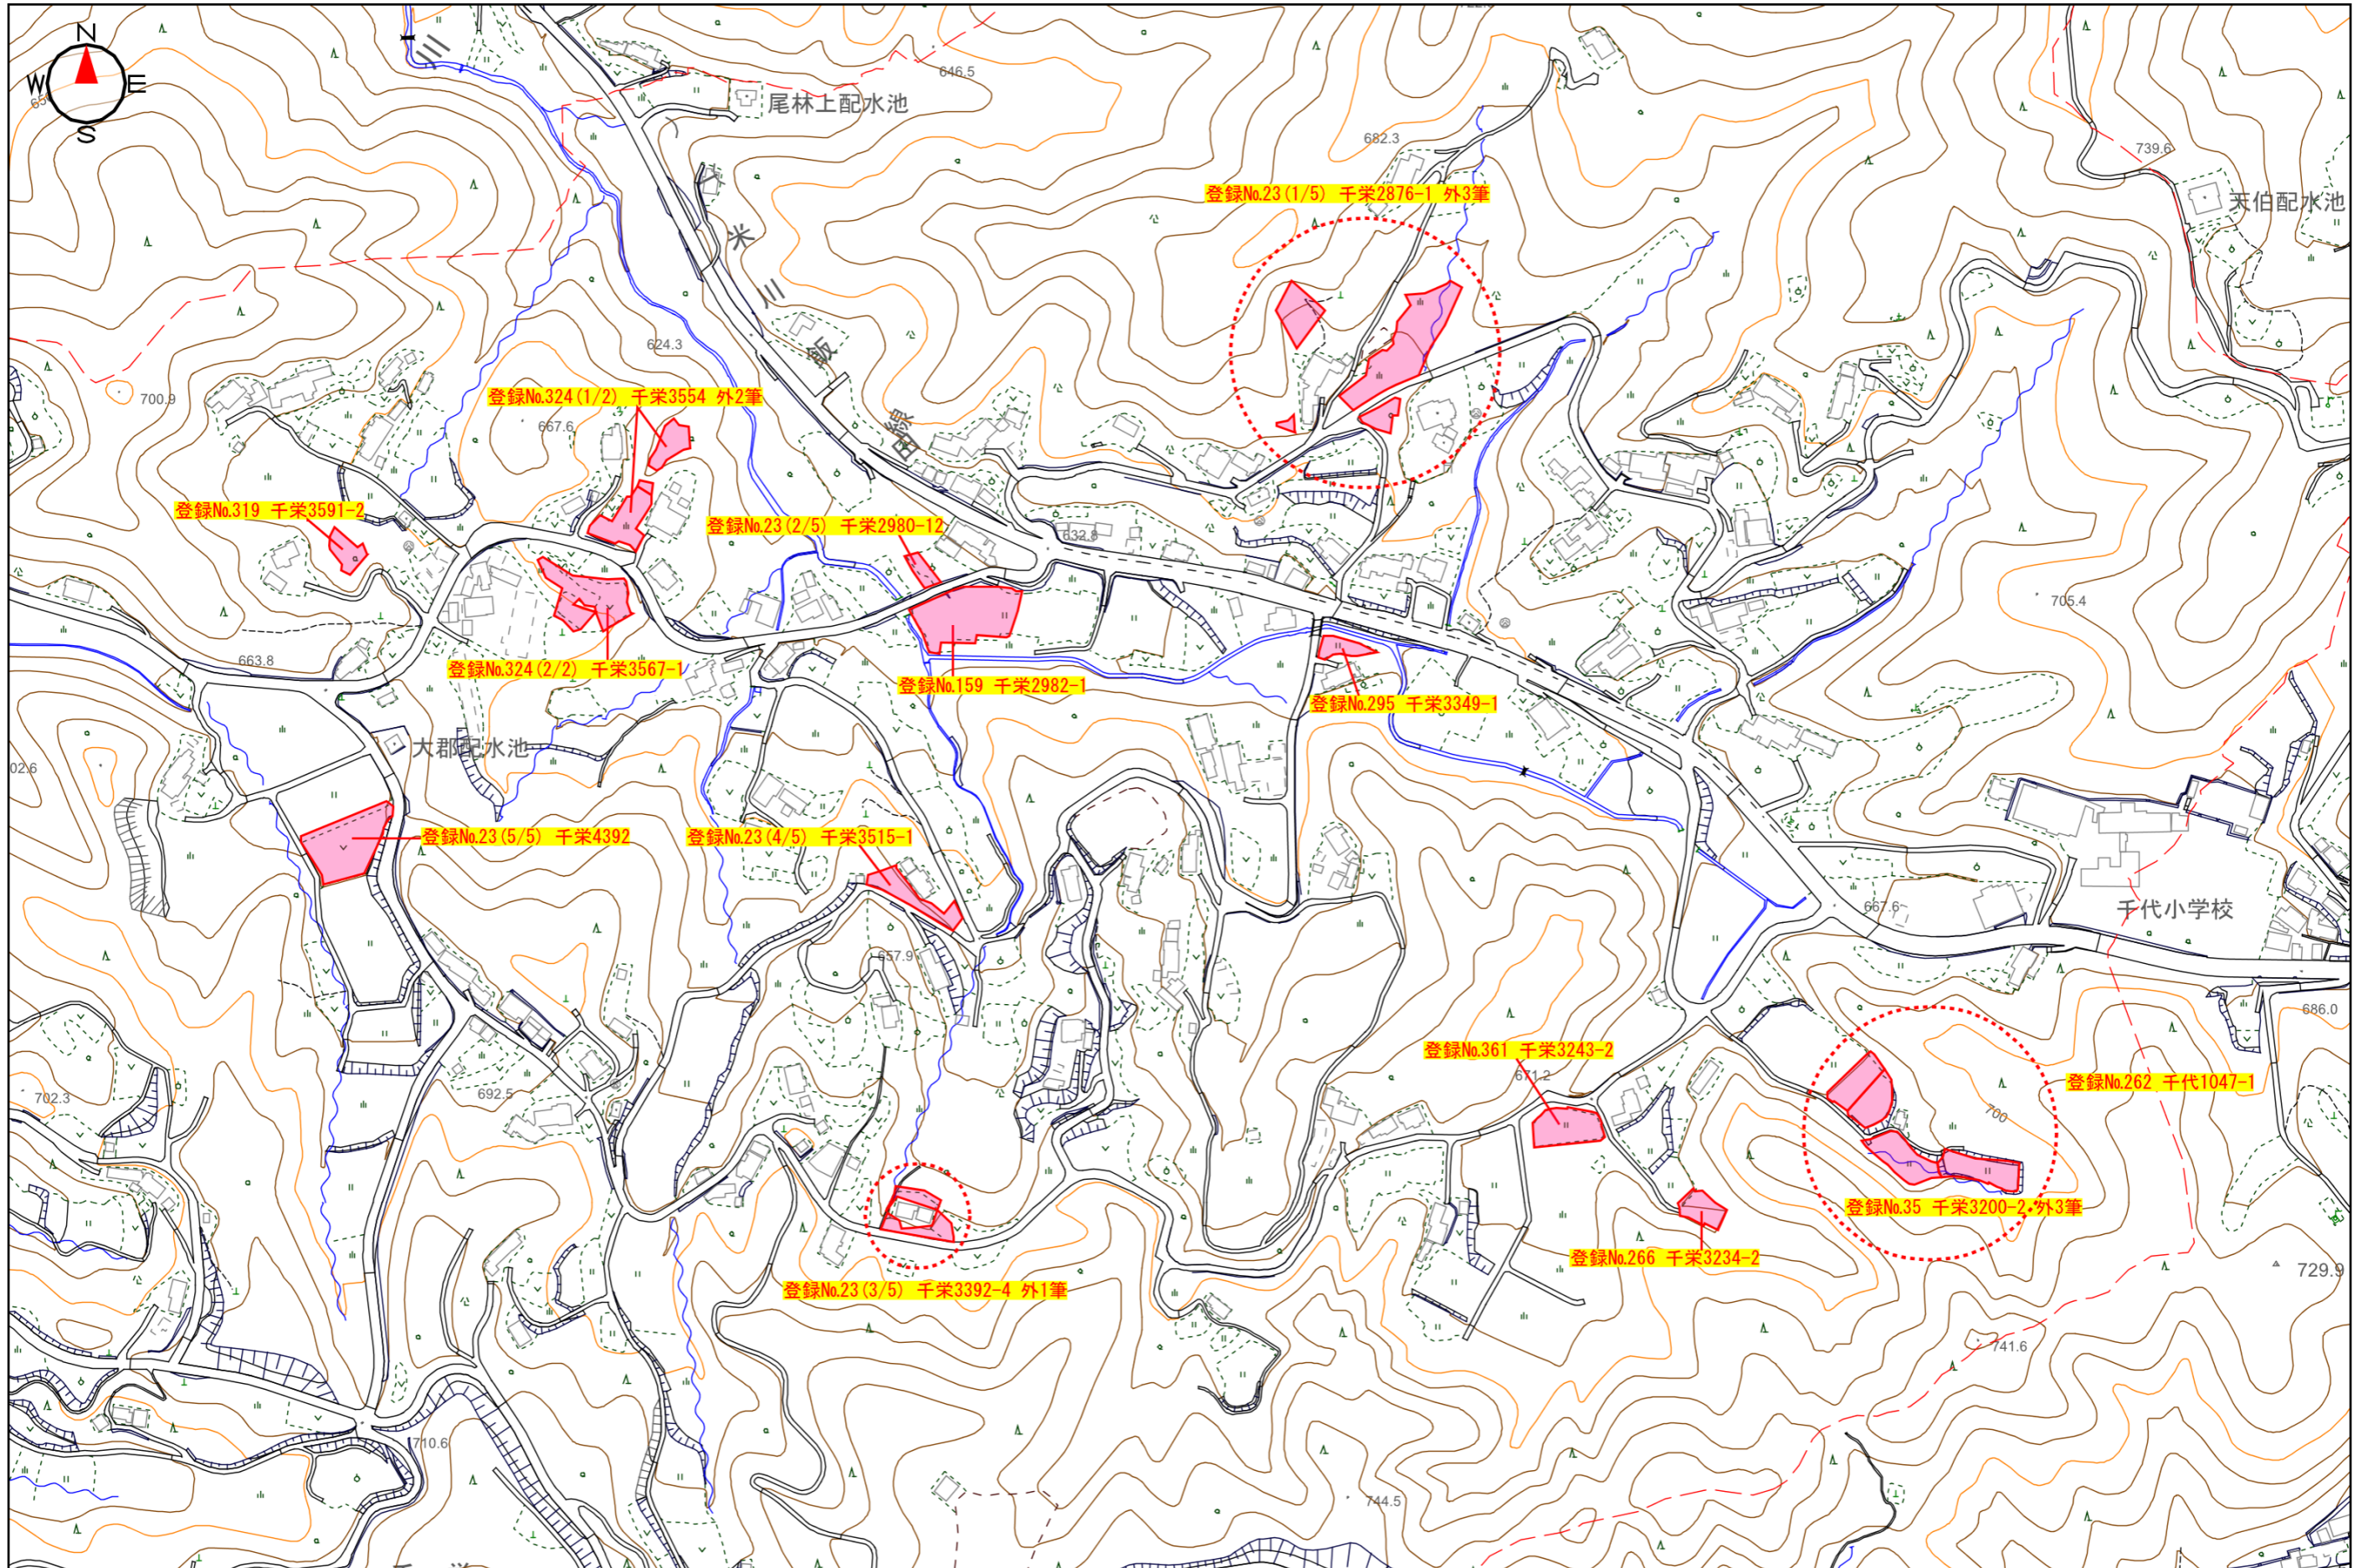 N
W E
S
川
646.5
尾林上配水池
682.3
739.6
登録No.23(1/5) 千栄2876-1 外3筆
天伯配水池
米
川
飯
田
線
624.3
700.9
登録No.324(1/2) 千栄3554 外2筆
667.6
登録No.319 千栄3591-2
登録No.23(2/5) 千栄2980-12
632.8
705.4
663.8
登録No.324(2/2) 千栄3567-1
登録No.159 千栄2982-1
登録No.295 千栄3349-1
大郡配水池
02.6
登録No.23(5/5) 千栄4392
登録No.23(4/5) 千栄3515-1
667.6
千代小学校
657.9
686.0
登録No.361 千栄3243-2
671.2
登録No.262 千代1047-1
702.3
692.5
700
登録No.35 千栄3200-2 外3筆
登録No.266 千栄3234-2
729.9
登録No.23(3/5) 千栄3392-4 外1筆
741.6
710.6
744.5